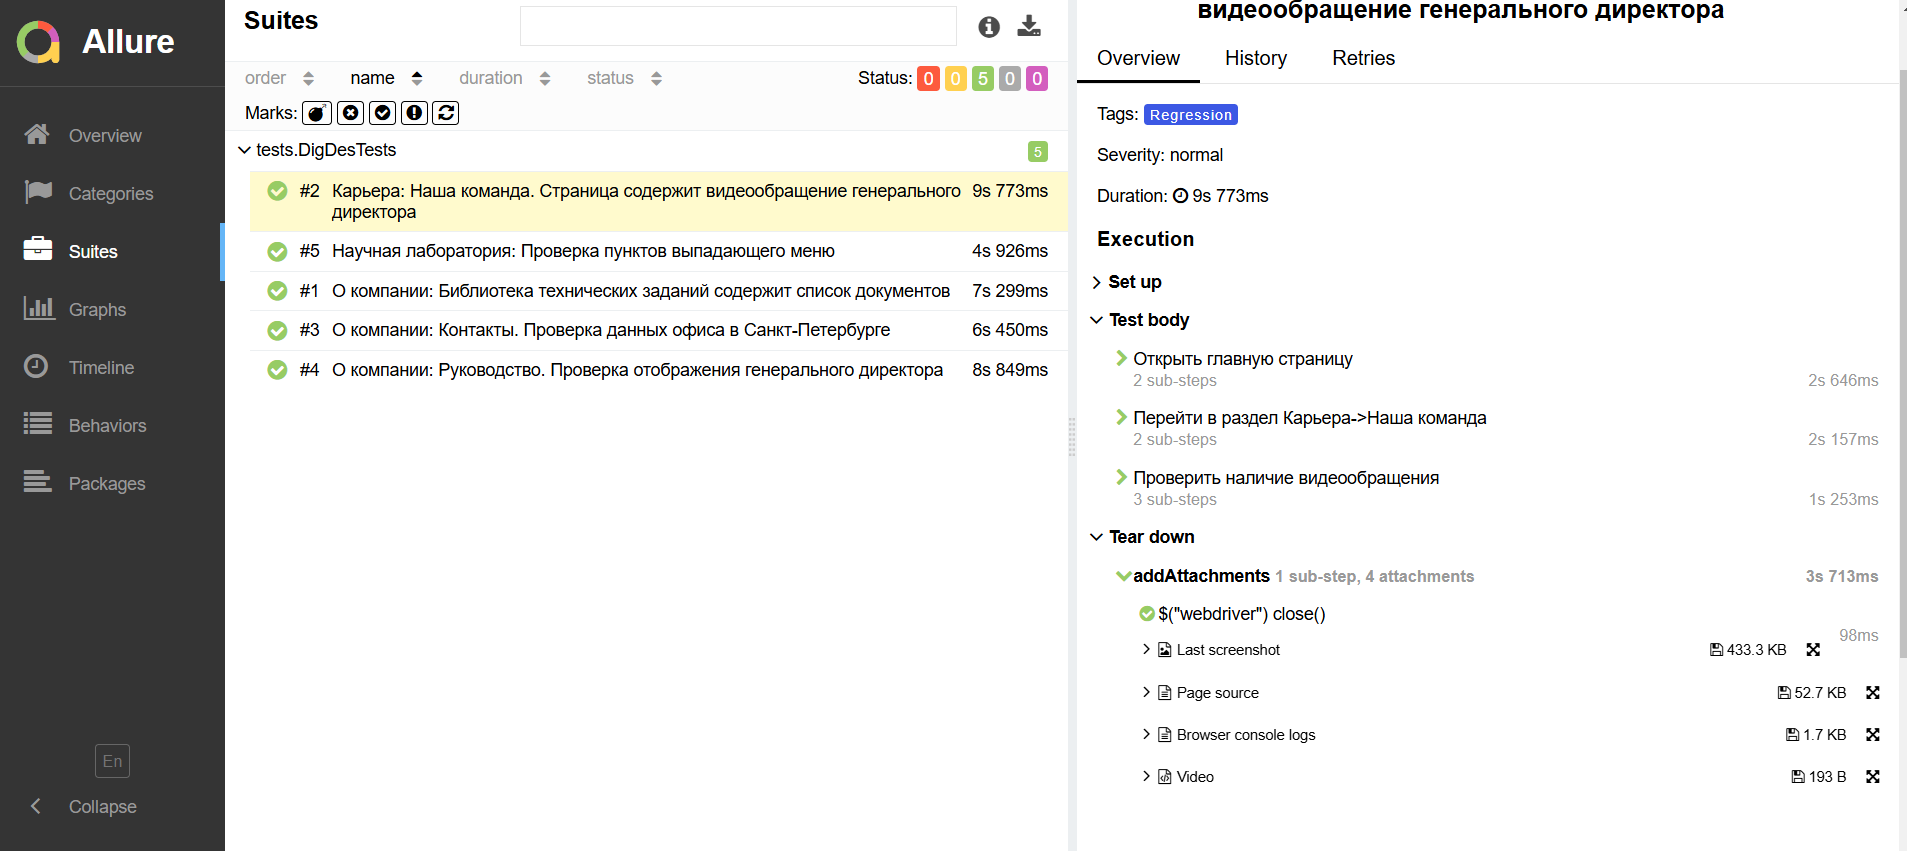 Allure
Overview
Categories
Suites
Graphs
Timeline
Behaviors
Packages
En
Collapse
Suites
order name duration status Status: 0 0 5 0 0
Marks:
tests.DigDesTests 5
#2 Карьера: Наша команда. Страница содержит видеообращение генерального 9s 773ms
директора
#5 Научная лаборатория: Проверка пунктов выпадающего меню 4s 926ms
#1 О компании: Библиотека технических заданий содержит список документов 7s 299ms
#3 О компании: Контакты. Проверка данных офиса в Санкт-Петербурге 6s 450ms
#4 О компании: Руководство. Проверка отображения генерального директора 8s 849ms
видеообращение генерального директора
Overview History Retries
Tags: Regression
Severity: normal
Duration: 9s 773ms
Execution
Set up
Test body
Открыть главную страницу
2 sub-steps 2s 646ms
Перейти в раздел Карьера->Наша команда
2 sub-steps 2s 157ms
Проверить наличие видеообращения
3 sub-steps 1s 253ms
Tear down
addAttachments 1 sub-step, 4 attachments 3s 713ms
$("webdriver") close()
98ms
Last screenshot 433.3 KB
Page source 52.7 KB
Browser console logs 1.7 KB
Video 193 B